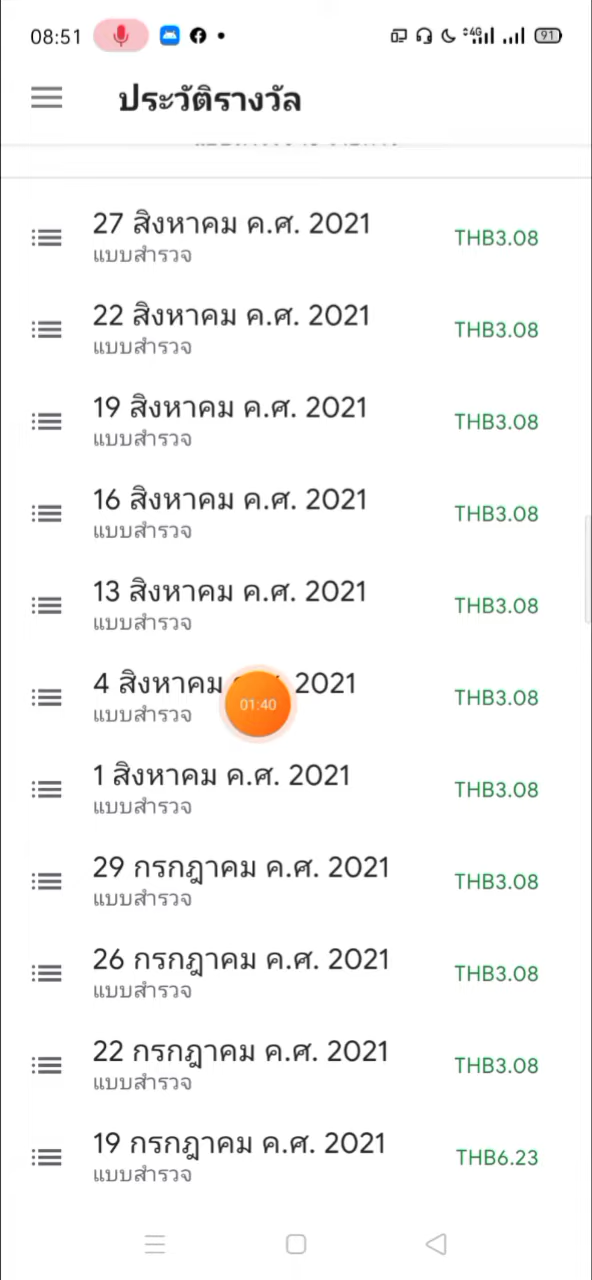 08:51
4G
91
ประวัติรางวัล
27 สิงหาคม ค.ศ. 2021
THB3.08
แบบสำรวจ
22 สิงหาคม ค.ศ. 2021
THB3.08
แบบสำรวจ
19 สิงหาคม ค.ศ. 2021
THB3.08
แบบสำรวจ
16 สิงหาคม ค.ศ. 2021
THB3.08
แบบสำรวจ
13 สิงหาคม ค.ศ. 2021
THB3.08
แบบสำรวจ
4 สิงหาคม 2021
THB3.08
แบบสำรวจ
01:40
1 สิงหาคม ค.ศ. 2021
THB3.08
แบบสำรวจ
29 กรกฎาคม ค.ศ. 2021
THB3.08
แบบสำรวจ
26 กรกฎาคม ค.ศ. 2021
THB3.08
แบบสำรวจ
22 กรกฎาคม ค.ศ. 2021
THB3.08
แบบสำรวจ
19 กรกฎาคม ค.ศ. 2021
THB6.23
แบบสำรวจ